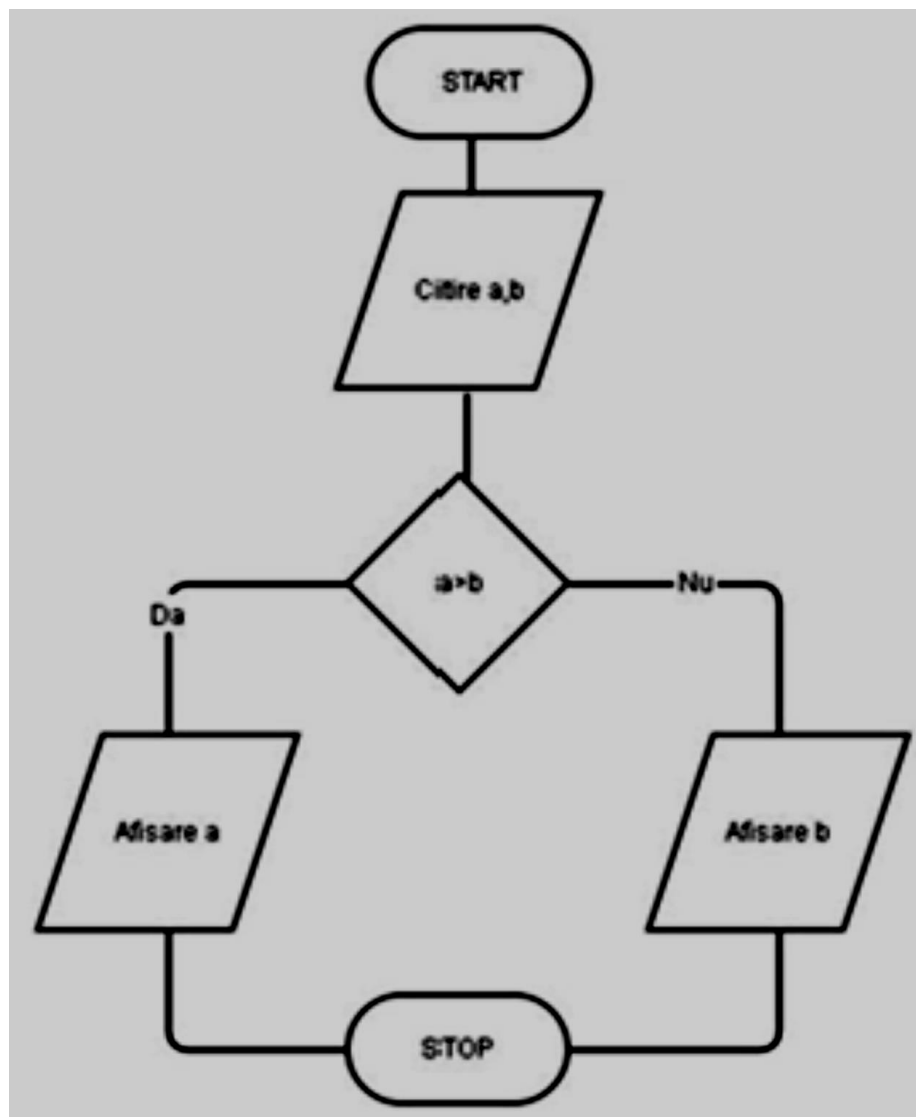 START
Citire a,b
a>b
Da
Nu
Afisare a
Afisare b
STOP